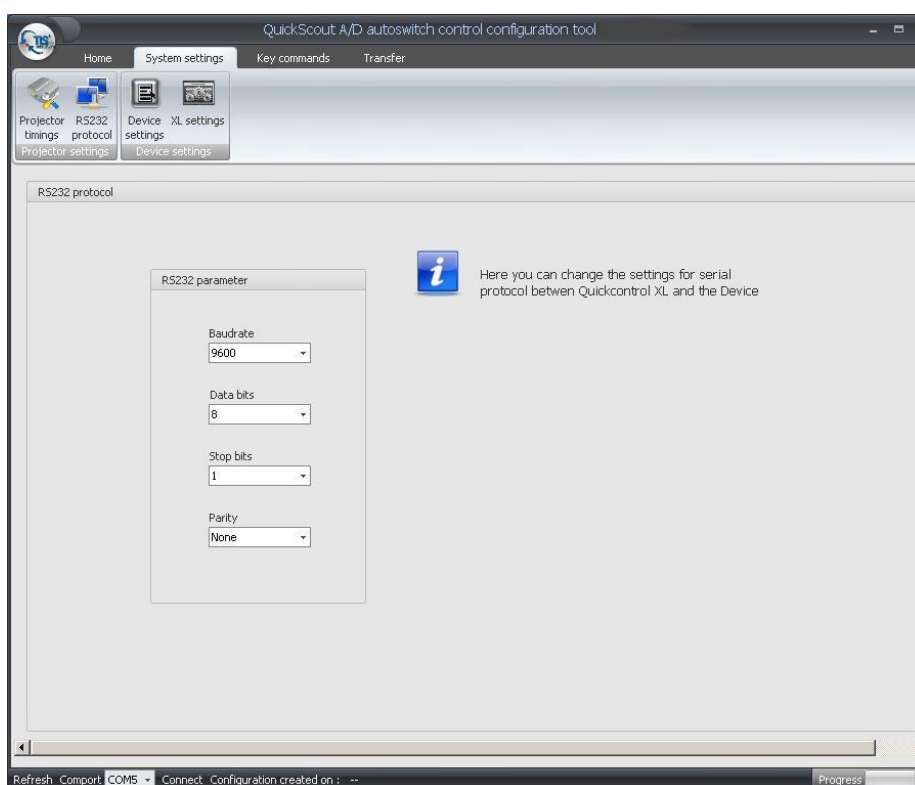 TIS
QuickScout A/D autoswitch control configuration tool
Home System settings Key commands Transfer
Projector timings RS232 protocol Device settings XL settings
Projector settings Device settings
RS232 protocol
RS232 parameter
Here you can change the settings for serial
protocol betwen Quickcontrol XL and the Device
Baudrate
9600
Data bits
8
Stop bits
1
Parity
None
Refresh Comport COM5 Connect Configuration created on : -- Progress